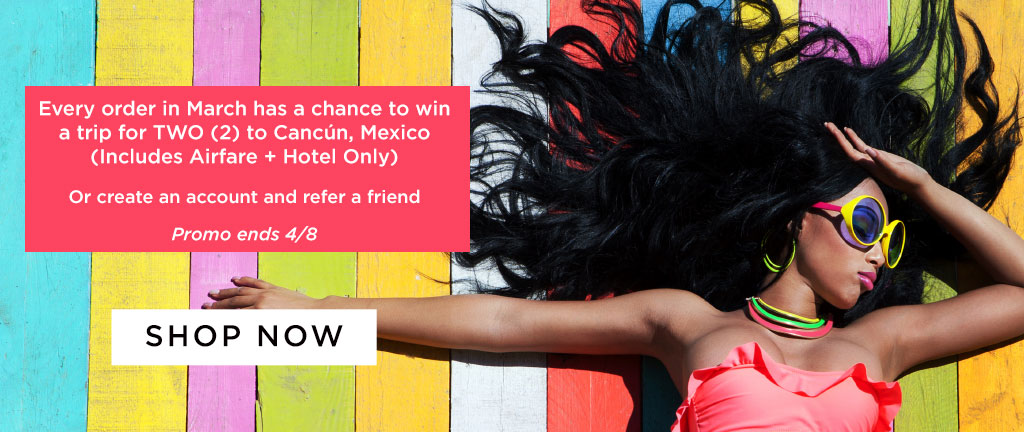 Every order in March has a chance to win
a trip for TWO (2) to Cancún, Mexico
(Includes Airfare + Hotel Only)
Or create an account and refer a friend
Promo ends 4/8
SHOP NOW